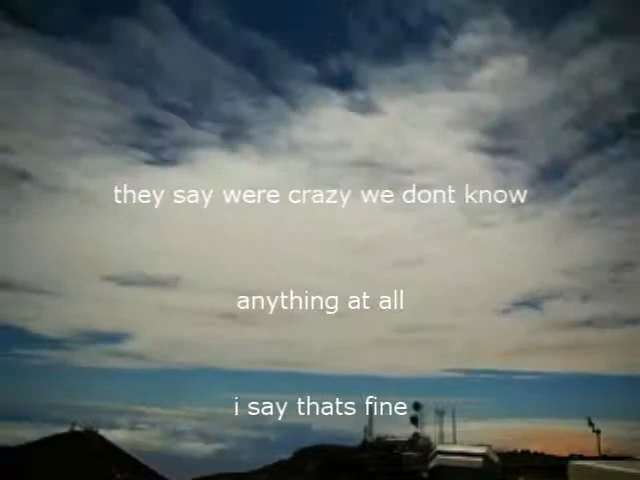 they say were crazy we dont know
anything at all
i say thats fine